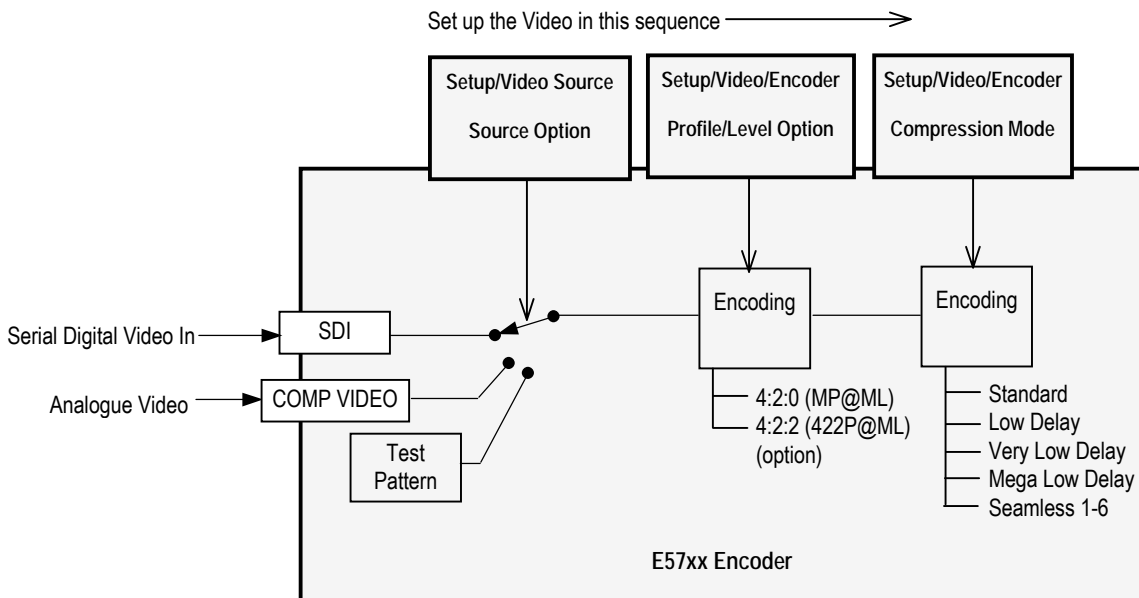 Set up the Video in this sequence
Setup/Video Source
Source Option
Setup/Video/Encoder
Profile/Level Option
Setup/Video/Encoder
Compression Mode
Serial Digital Video In
SDI
Analogue Video
COMP VIDEO
Test
Pattern
Encoding
4:2:0 (MP@ML)
4:2:2 (422P@ML)
(option)
Encoding
Standard
Low Delay
Very Low Delay
Mega Low Delay
Seamless 1-6
E57xx Encoder